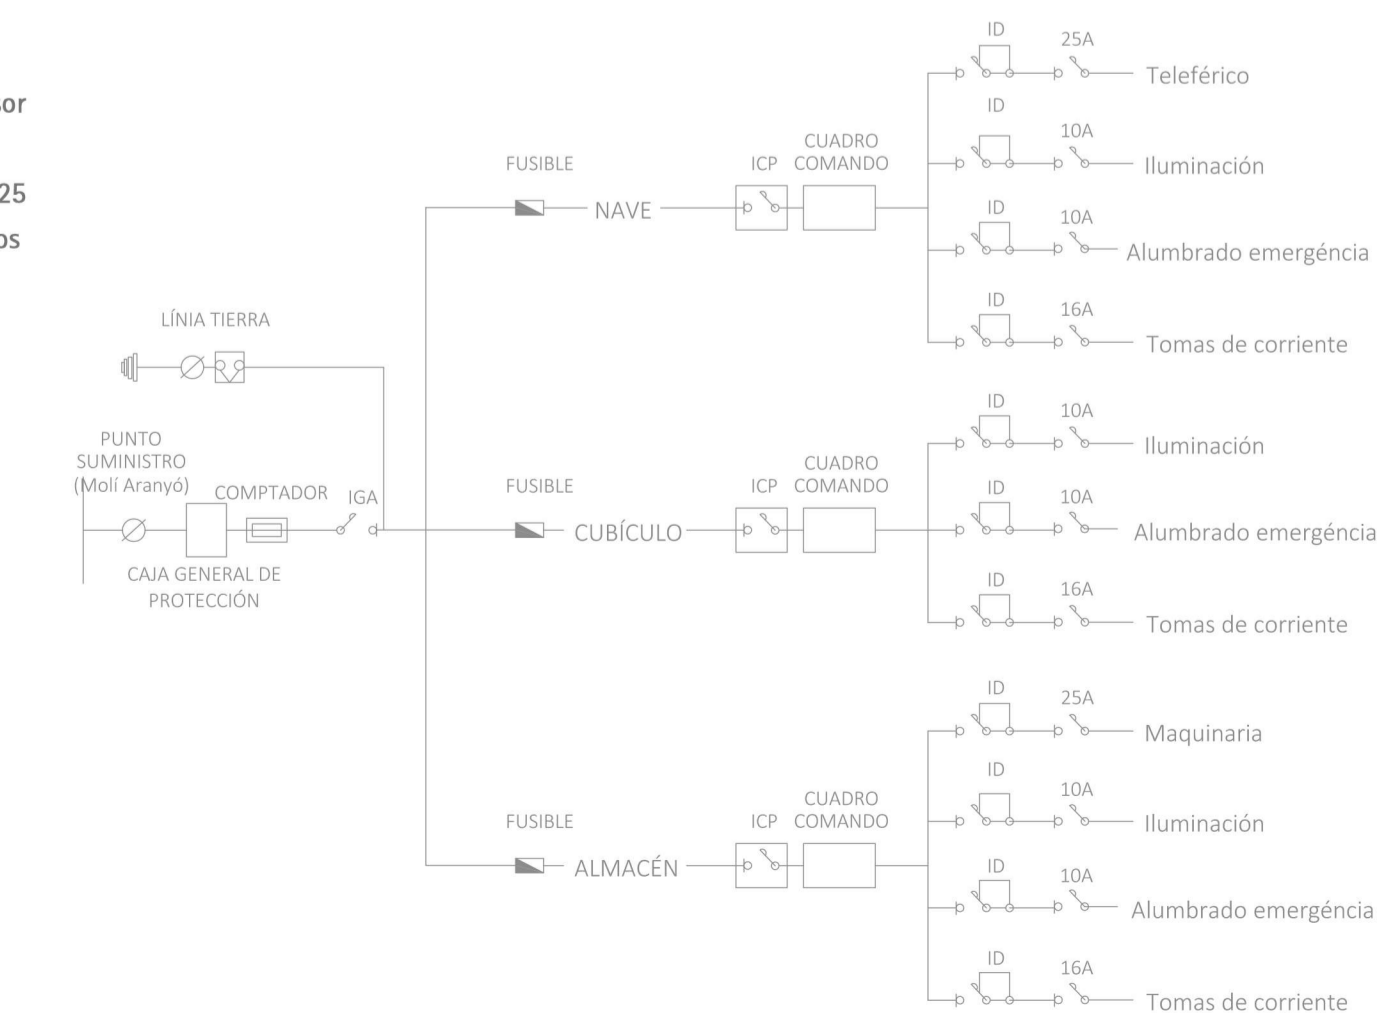 sor
25
os
LÍNIA TIERRA
PUNTO
SUMINISTRO
(Molí Aranyó)
COMPTADOR
IGA
CAJA GENERAL DE
PROTECCIÓN
FUSIBLE
NAVE
ICP
CUADRO
COMANDO
ID
25A
Teleférico
ID
10A
Iluminación
ID
10A
Alumbrado emergéncia
ID
16A
Tomas de corriente
FUSIBLE
CUBÍCULO
ICP
CUADRO
COMANDO
ID
10A
Iluminación
ID
10A
Alumbrado emergéncia
ID
16A
Tomas de corriente
FUSIBLE
ALMACÉN
ICP
CUADRO
COMANDO
ID
25A
Maquinaria
ID
10A
Iluminación
ID
10A
Alumbrado emergéncia
ID
16A
Tomas de corriente